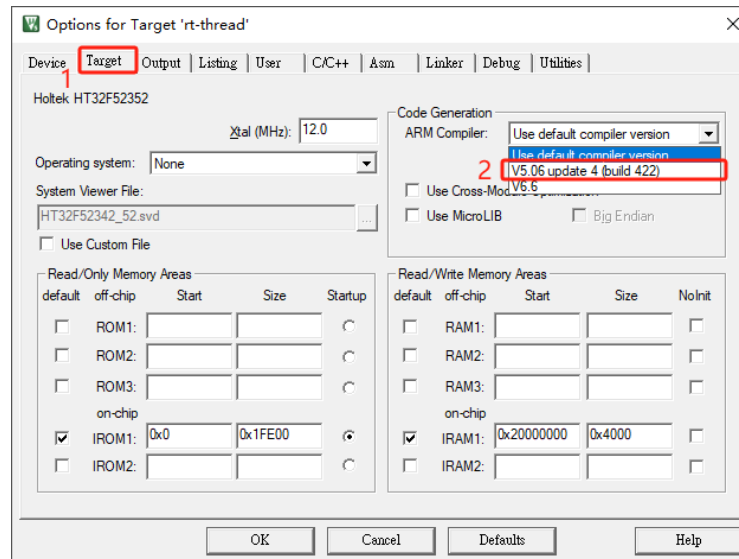 Options for Target 'rt-thread'
Device Target Output Listing User C/C++ Asm Linker Debug Utilities
1
Holtek HT32F52352
Xtal (MHz): 12.0
Operating system: None
System Viewer File:
HT32F52342_52.svd
...
Use Custom File
Code Generation
ARM Compiler: Use default compiler version
Use default compiler version
2
V5.06 update 4 (build 422)
V6.6
Use Cross-Module Optimization
Use MicroLIB Big Endian
Read/Only Memory Areas
default off-chip Start Size Startup
ROM1:
ROM2:
ROM3:
on-chip
IROM1: 0x0 0x1FE00
IROM2:
Read/Write Memory Areas
default off-chip Start Size NoInit
RAM1:
RAM2:
RAM3:
on-chip
IRAM1: 0x20000000 0x4000
IRAM2:
OK Cancel Defaults Help